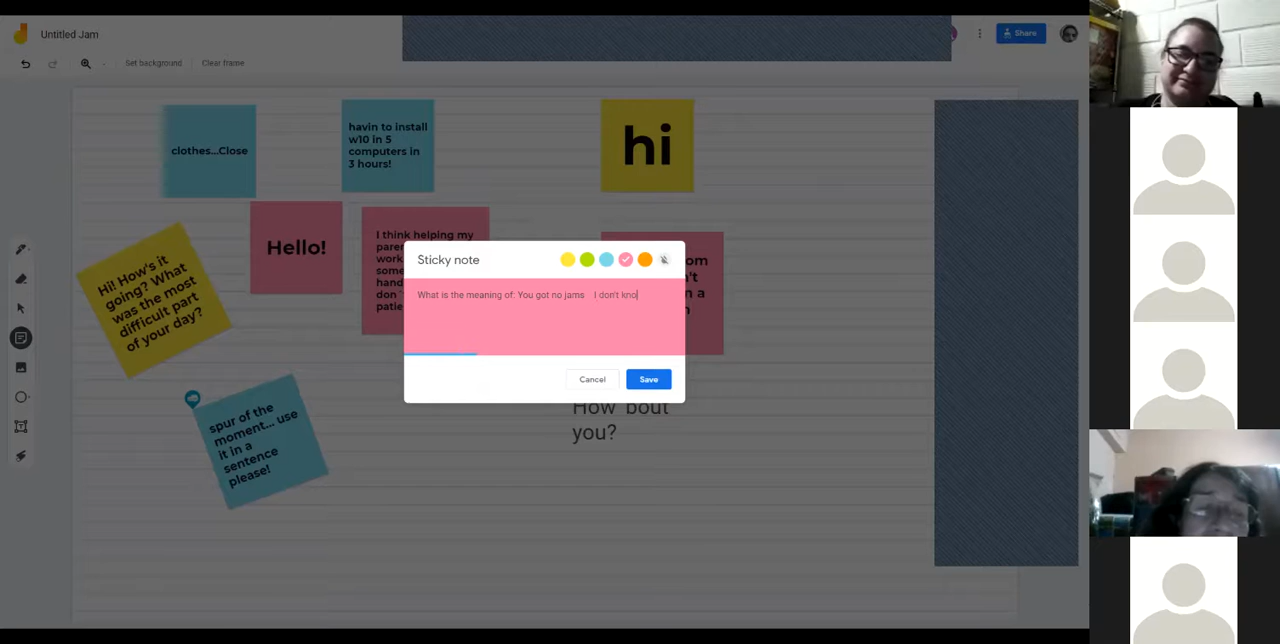 Untitled Jam
Share
Set background
Clear frame
clothes...Close
havin to install
w10 in 5
computers in
3 hours!
hi
Hello!
I think helping my
Hi! How's it
going? What
was the most
difficult part
of your day?
Sticky note
What is the meaning of: You got no jams I don't kno
Cancel
Save
How 'bout
you?
spur of the
moment... use
it in a
sentence
please!